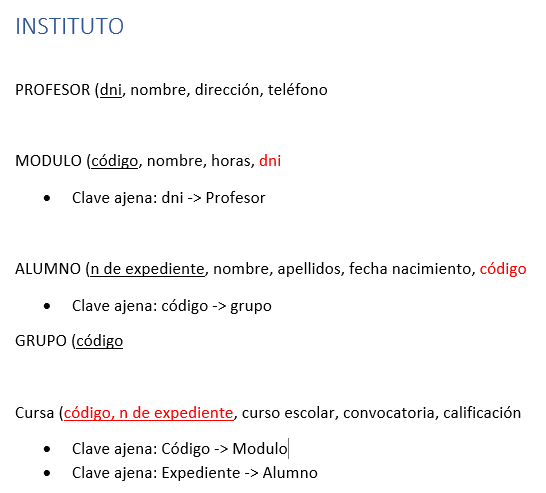 INSTITUTO
PROFESOR (dni, nombre, dirección, teléfono
MODULO (código, nombre, horas, dni
• Clave ajena: dni -> Profesor
ALUMNO (n de expediente, nombre, apellidos, fecha nacimiento, código
• Clave ajena: código -> grupo
GRUPO (código
Cursa (código, n de expediente, curso escolar, convocatoria, calificación
• Clave ajena: Código -> Modulo
• Clave ajena: Expediente -> Alumno